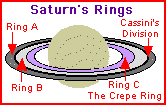 Saturn's Rings
Ring A
Cassini's
Division
Ring B
Ring C
The Crepe Ring